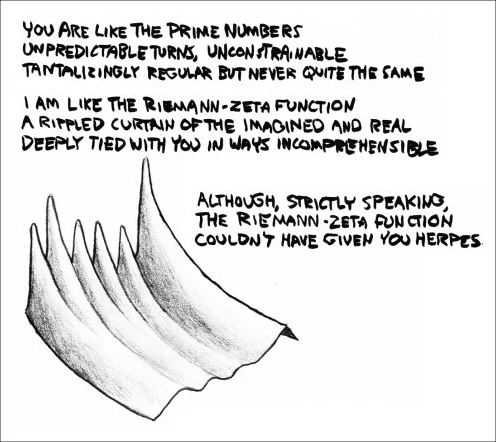 YOU ARE LIKE THE PRIME NUMBERS
UNPREDICTABLE TURNS, UNCONSTRAINABLE
TANTALIZINGLY REGULAR BUT NEVER QUITE THE SAME
I AM LIKE THE RIEMANN-ZETA FUNCTION
A RIPPLED CURTAIN OF THE IMAGINED AND REAL
DEEPLY TIED WITH YOU IN WAYS INCOMPREHENSIBLE
ALTHOUGH, STRICTLY SPEAKING,
THE RIEMANN-ZETA FUNCTION
COULDN'T HAVE GIVEN YOU HERPES.